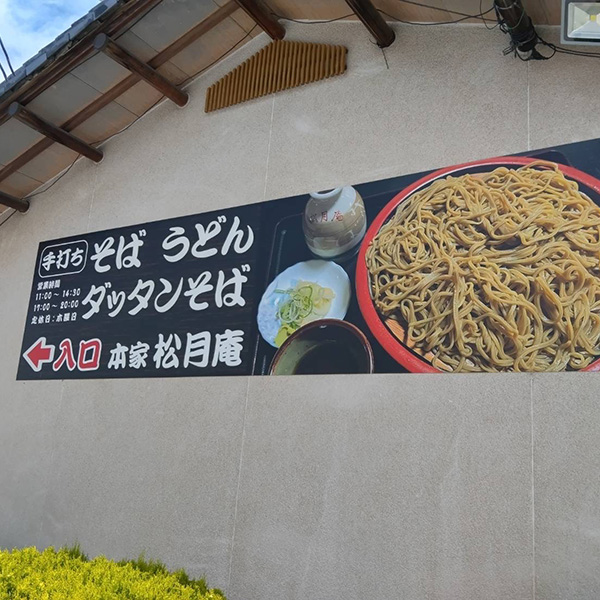 手打ち そば うどん
ダッタンそば
営業時間
11:00～14:30
17:00～20:00
定休日:木曜日
入口 本家 松月庵
月庵